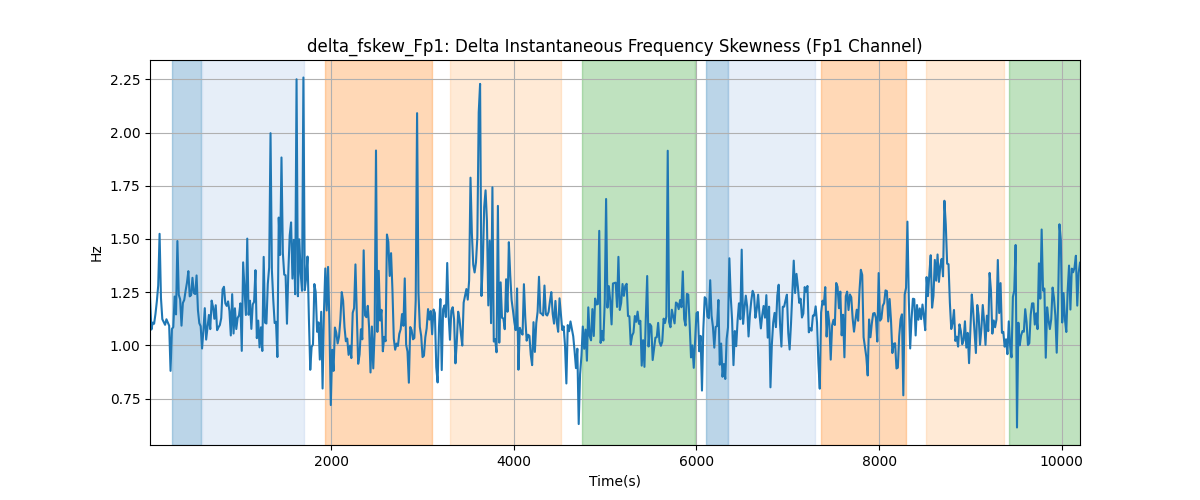 delta_fskew_Fp1: Delta Instantaneous Frequency Skewness (Fp1 Channel)
2.25
2.00
1.75
1.50
1.25
1.00
0.75
Hz
2000 4000 6000 8000 10000
Time(s)